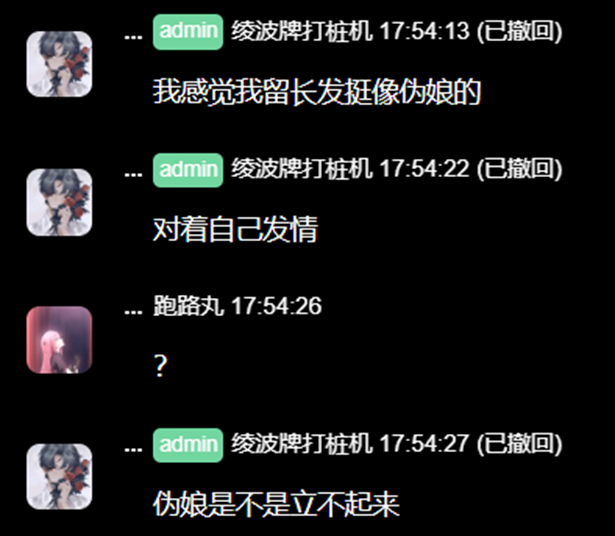 ... admin 绫波牌打桩机 17:54:13 (已撤回)
我感觉我留长发挺像伪娘的
... admin 绫波牌打桩机 17:54:22 (已撤回)
对着自己发情
... 跑路丸 17:54:26
?
... admin 绫波牌打桩机 17:54:27 (已撤回)
伪娘是不是立不起来